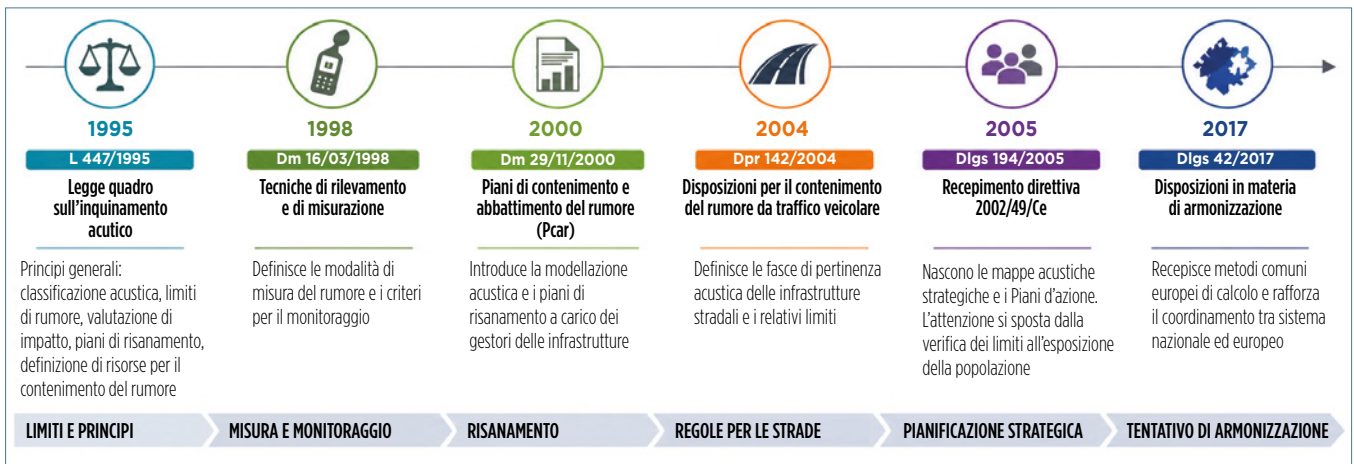 1995
L 447/1995
Legge quadro
sull'inquinamento
acutico
Principi generali:
classificazione acustica, limiti
di rumore, valutazione di
impatto, piani di risanamento,
definizione di risorse per il
contenimento del rumore
LIMITI E PRINCIPI
1998
Dm 16/03/1998
Tecniche di rilevamento
e di misurazione
Definisce le modalità di
misura del rumore e i criteri
per il monitoraggio
MISURA E MONITORAGGIO
2000
Dm 29/11/2000
Piani di contenimento e
abbattimento del rumore
(Pcar)
Introduce la modellazione
acustica e i piani di
risanamento a carico dei
gestori delle infrastrutture
RISANAMENTO
2004
Dpr 142/2004
Disposizioni per il contenimento
del rumore da traffico veicolare
Definisce le fasce di pertinenza
acustica delle infrastrutture
stradali e i relativi limiti
REGOLE PER LE STRADE
2005
Dlgs 194/2005
Recepimento direttiva
2002/49/Ce
Nascono le mappe acustiche
strategiche e i Piani d'azione.
L'attenzione si sposta dalla
verifica dei limiti all'esposizione
della popolazione
PIANIFICAZIONE STRATEGICA
2017
Dlgs 42/2017
Disposizioni in materia
di armonizzazione
Recepisce metodi comuni
europei di calcolo e rafforza
il coordinamento tra sistema
nazionale ed europeo
TENTATIVO DI ARMONIZZAZIONE